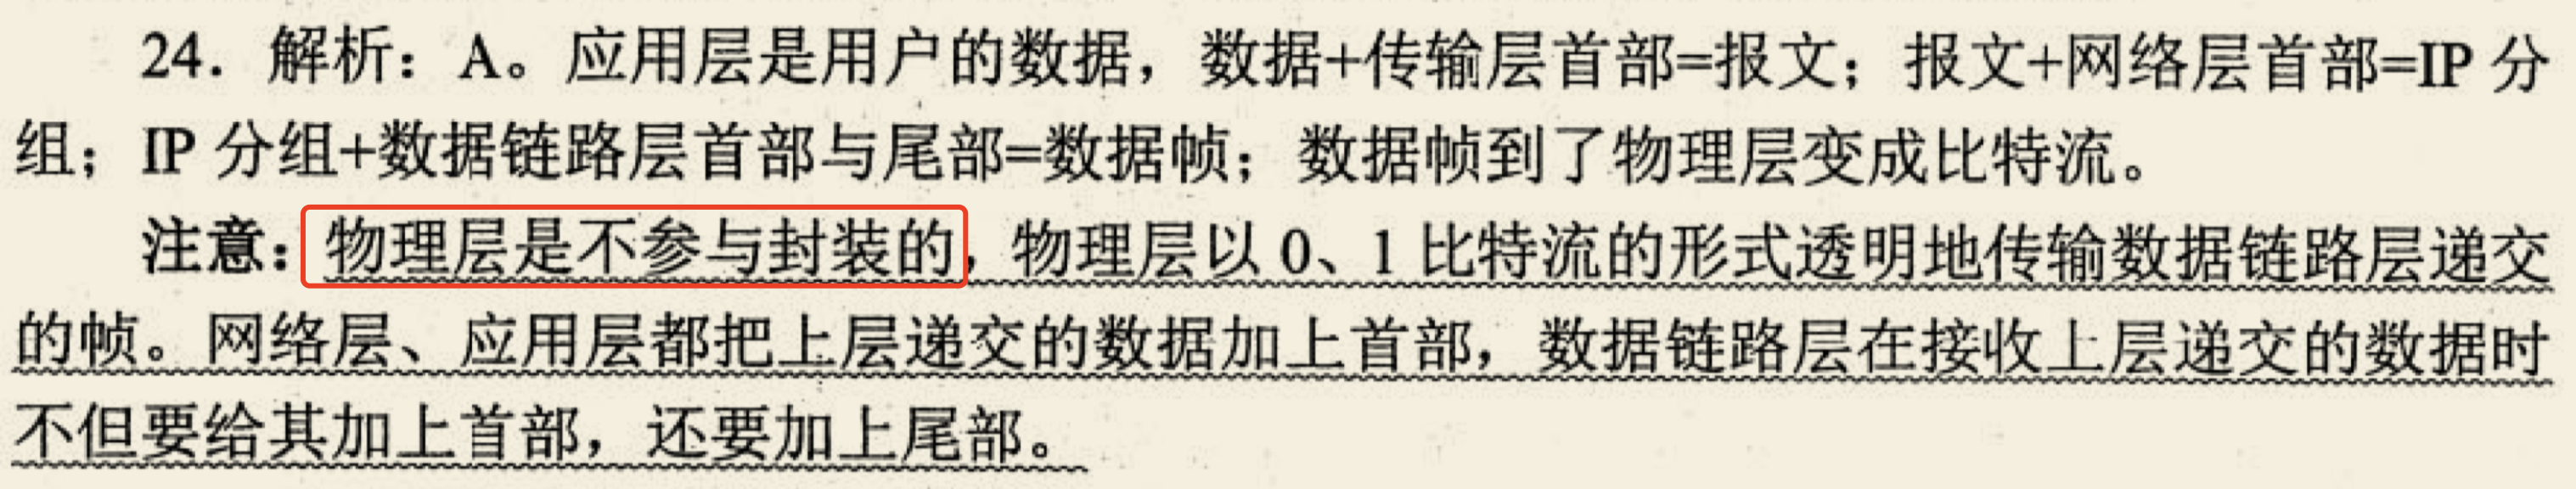 24. 解析：A。应用层是用户的数据，数据+传输层首部=报文；报文+网络层首部=IP 分
组；IP 分组+数据链路层首部与尾部=数据帧；数据帧到了物理层变成比特流。
注意：物理层是不参与封装的，物理层以 0、1 比特流的形式透明地传输数据链路层递交
的帧。网络层、应用层都把上层递交的数据加上首部，数据链路层在接收上层递交的数据时
不但要给其加上首部，还要加上尾部。